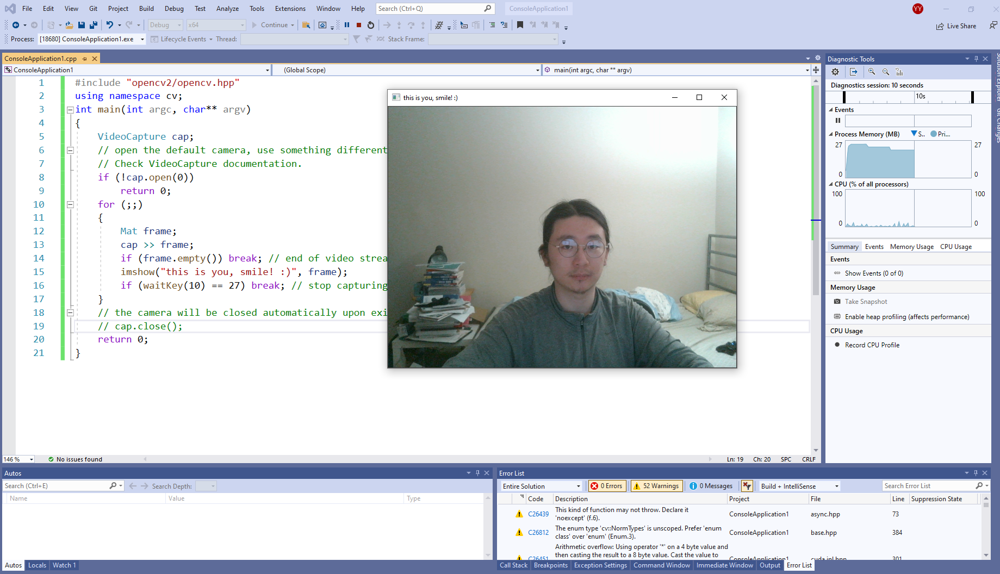 File Edit View Git Project Build Debug Test Analyze Tools Extensions Window Help Search (Ctrl+Q) ConsoleApplication1 YY
Debug x64 Continue Live Share
Process: [18680] ConsoleApplication1.exe Lifecycle Events Thread: Stack Frame:
ConsoleApplication1.cpp
ConsoleApplication1 (Global Scope) main(int argc, char ** argv)
1 #include "opencv2/opencv.hpp"
2 using namespace cv;
3 int main(int argc, char** argv)
4 {
5 VideoCapture cap;
6 // open the default camera, use something different
7 // Check VideoCapture documentation.
8 if (!cap.open(0))
9 return 0;
10 for (;;)
11 {
12 Mat frame;
13 cap >> frame;
14 if (frame.empty()) break; // end of video strea
15 imshow("this is you, smile! :)", frame);
16 if (waitKey(10) == 27) break; // stop capturing
17 }
18 // the camera will be closed automatically upon exi
19 // cap.close();
20 return 0;
21 }
this is you, smile! :)
146 % No issues found Ln: 19 Ch: 20 SPC CRLF
Diagnostic Tools
Diagnostics session: 10 seconds
10s
Events
Process Memory (MB) S.. Pri...
27 27
0 0
CPU (% of all processors)
100 100
0 0
Summary Events Memory Usage CPU Usage
Events
Show Events (0 of 0)
Memory Usage
Take Snapshot
Enable heap profiling (affects performance)
CPU Usage
Record CPU Profile
Solution Explorer
Git Changes
Autos
Search (Ctrl+E) Search Depth:
Name Value Type
Autos Locals Watch 1
Error List
Entire Solution 0 Errors 52 Warnings 0 Messages Build + IntelliSense Search Error List
Code Description Project File Line Suppression State
C26439 This kind of function may not throw. Declare it ConsoleApplication1 async.hpp 73
'noexcept' (f.6).
C26812 The enum type 'cv::NormTypes' is unscoped. Prefer 'enum ConsoleApplication1 base.hpp 384
class' over 'enum' (Enum.3).
Arithmetic overflow: Using operator '*' on a 4 byte value and
C26451 then casting the result to a 8 byte value. Cast the value to ConsoleApplication1 cuda.inl.hpp 301
Call Stack Breakpoints Exception Settings Command Window Immediate Window Output Error List